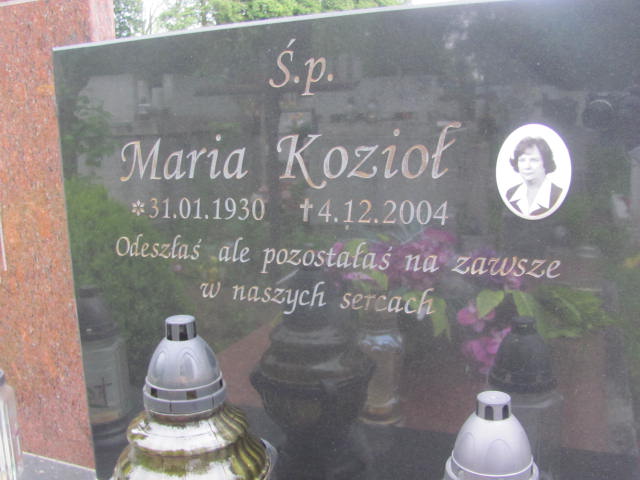 Ś.p.
Maria Kozioł
*31.01.1930 †4.12.2004
Odeszłaś ale pozostałaś na zawsze
w naszych sercach